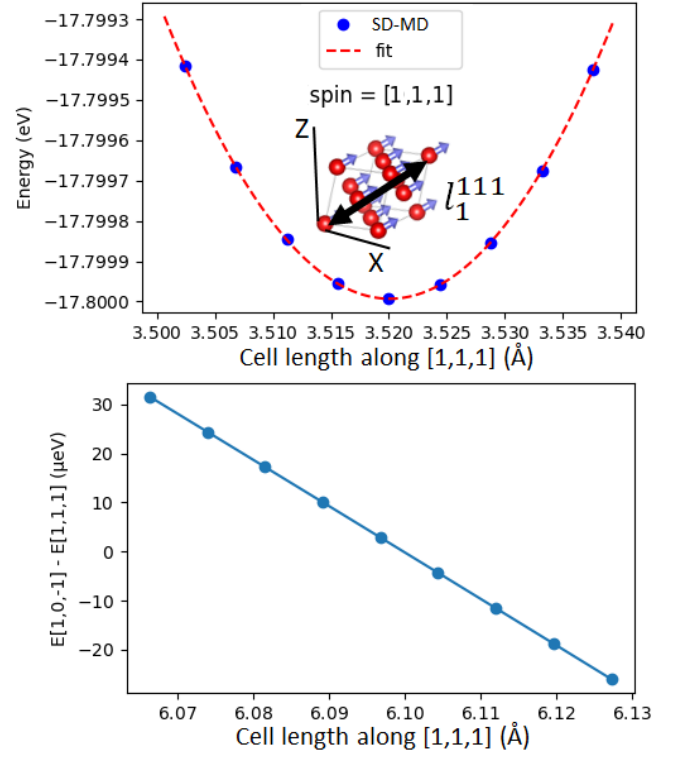 −17.7993
−17.7994
−17.7995
−17.7996
−17.7997
−17.7998
−17.7999
−17.8000
Energy (eV)
SD-MD
fit
spin = [1,1,1]
Z
l₁¹¹¹
X
3.500 3.505 3.510 3.515 3.520 3.525 3.530 3.535 3.540
Cell length along [1,1,1] (Å)
30
20
10
0
−10
−20
E[1,0,-1] - E[1,1,1] (μeV)
6.07 6.08 6.09 6.10 6.11 6.12 6.13
Cell length along [1,1,1] (Å)